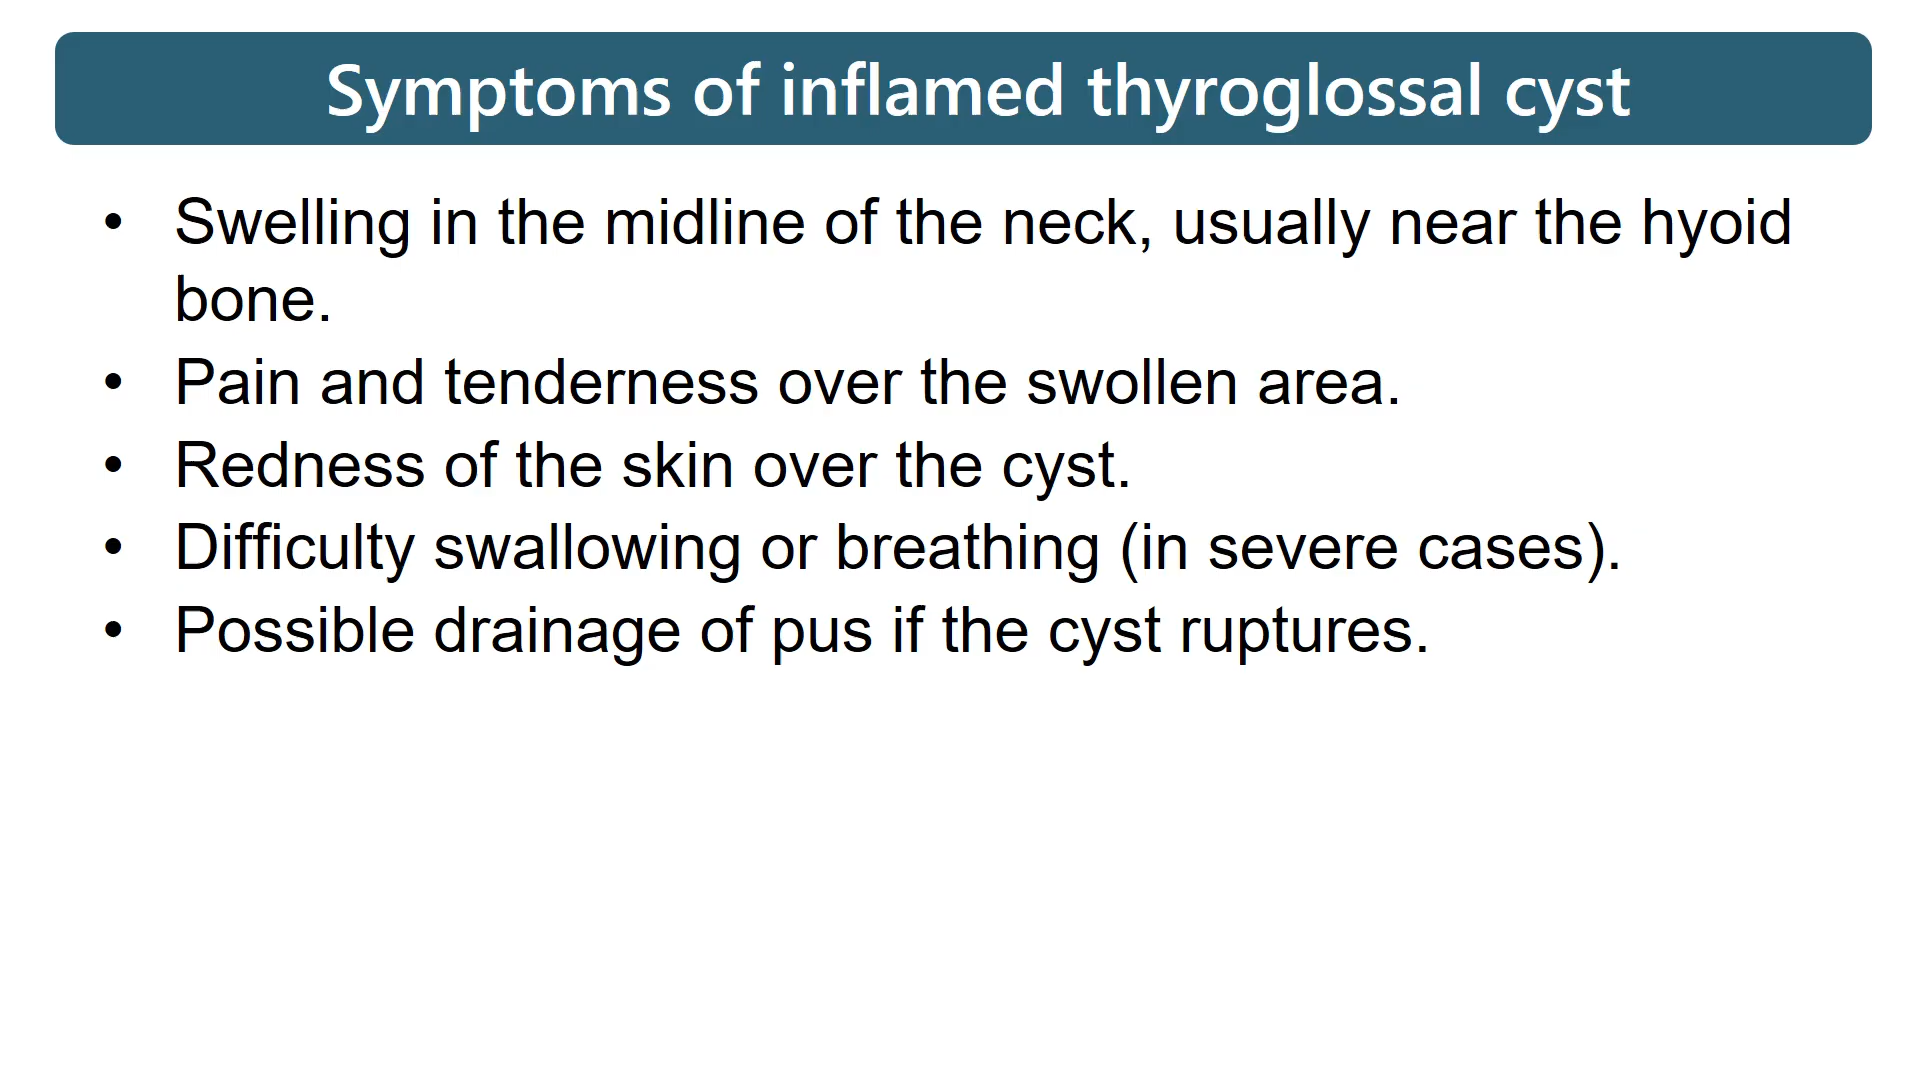 Symptoms of inflamed thyroglossal cyst
• Swelling in the midline of the neck, usually near the hyoid
bone.
• Pain and tenderness over the swollen area.
• Redness of the skin over the cyst.
• Difficulty swallowing or breathing (in severe cases).
• Possible drainage of pus if the cyst ruptures.